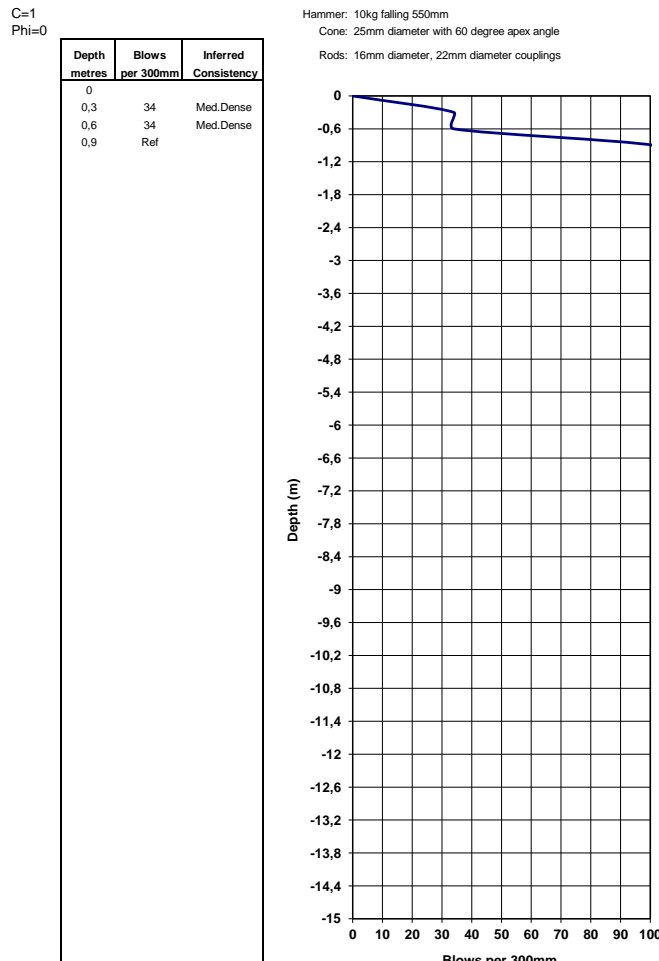 C=1
Phi=0
Hammer: 10kg falling 550mm
Cone: 25mm diameter with 60 degree apex angle
Rods: 16mm diameter, 22mm diameter couplings
Depth Blows Inferred
metres per 300mm Consistency
0
0,3 34 Med.Dense
0,6 34 Med.Dense
0,9 Ref
Depth (m)
0
-0,6
-1,2
-1,8
-2,4
-3
-3,6
-4,2
-4,8
-5,4
-6
-6,6
-7,2
-7,8
-8,4
-9
-9,6
-10,2
-10,8
-11,4
-12
-12,6
-13,2
-13,8
-14,4
-15
0 10 20 30 40 50 60 70 80 90 100
Blows per 300mm